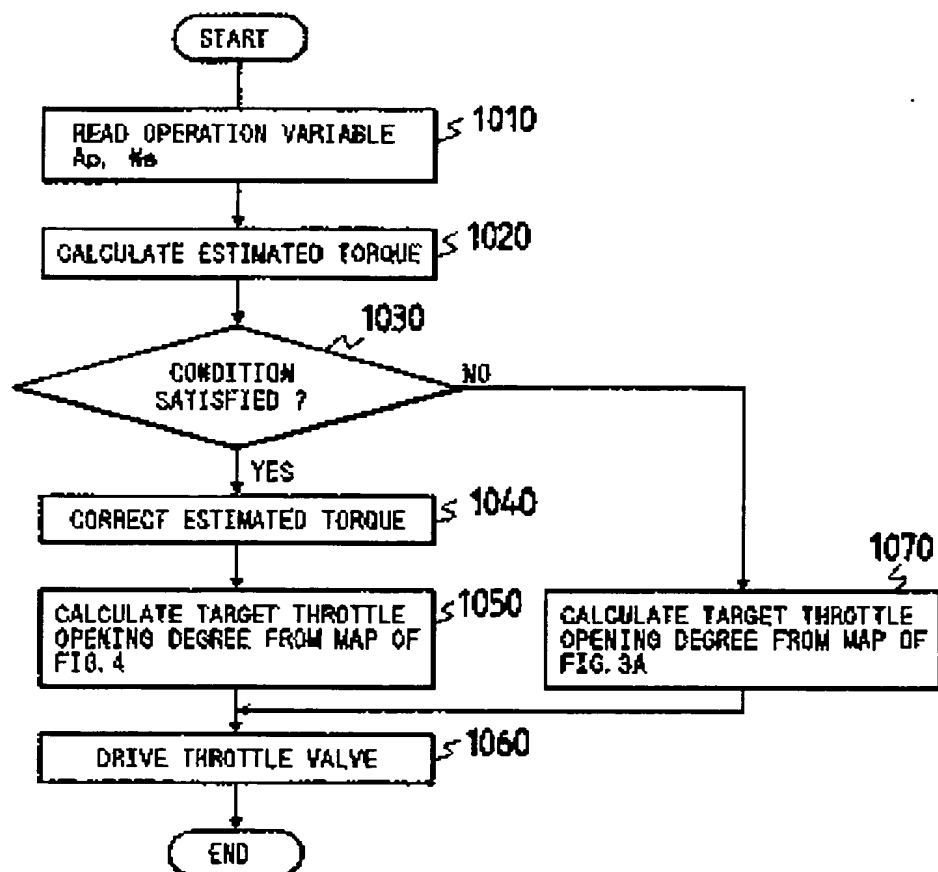 START
READ OPERATION VARIABLE
1010
Ap,
CALCULATE ESTIMATED TORQUE
1020
1030
CONDITION
SATISFIED ?
NO
YES
CORRECT ESTIMATED TORQUE
1040
CALCULATE TARGET THROTTLE
OPENING DEGREE FROM MAP OF
FIG. 4
1050
1070
CALCULATE TARGET THROTTLE
OPENING DEGREE FROM MAP OF
FIG. 3A
DRIVE THROTTLE VALVE
1060
END